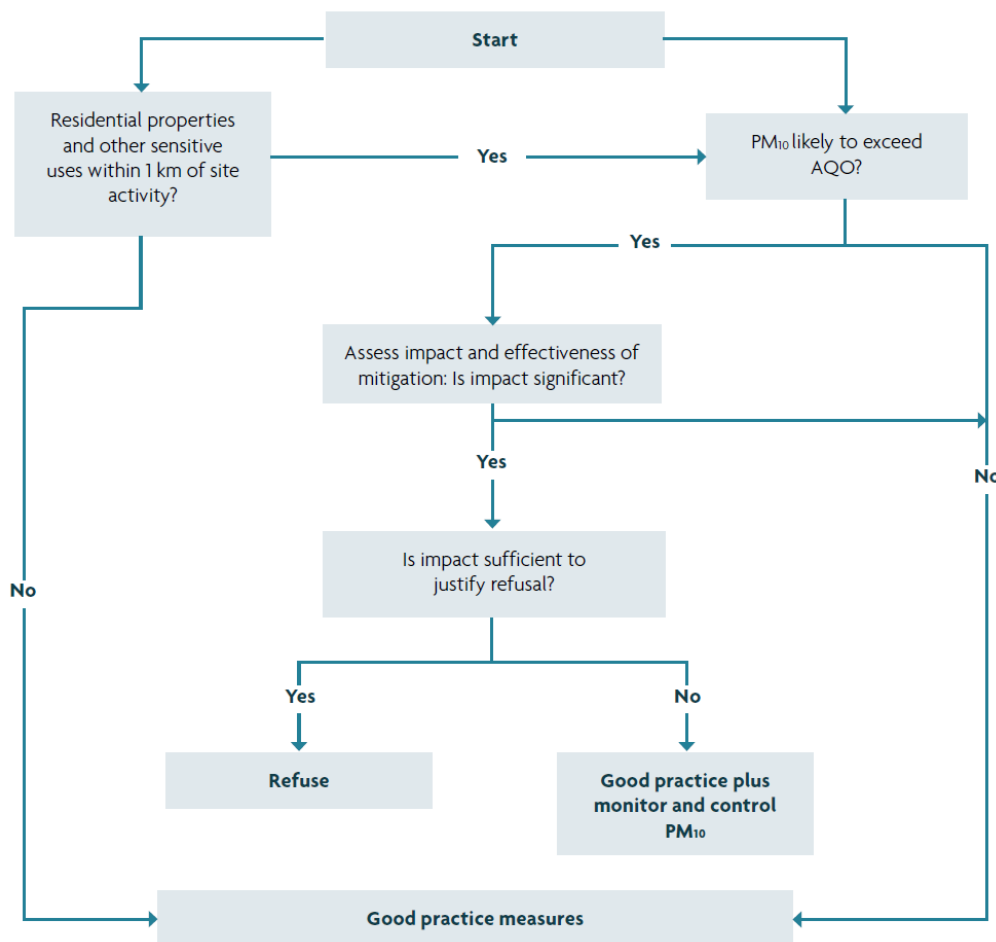 Start
Residential properties
and other sensitive
uses within 1 km of site
activity?
Yes
PM₁₀ likely to exceed
AQO?
Yes
Assess impact and effectiveness of
mitigation: Is impact significant?
Yes
No
Is impact sufficient to
justify refusal?
No
Yes
No
Refuse
Good practice plus
monitor and control
PM₁₀
Good practice measures